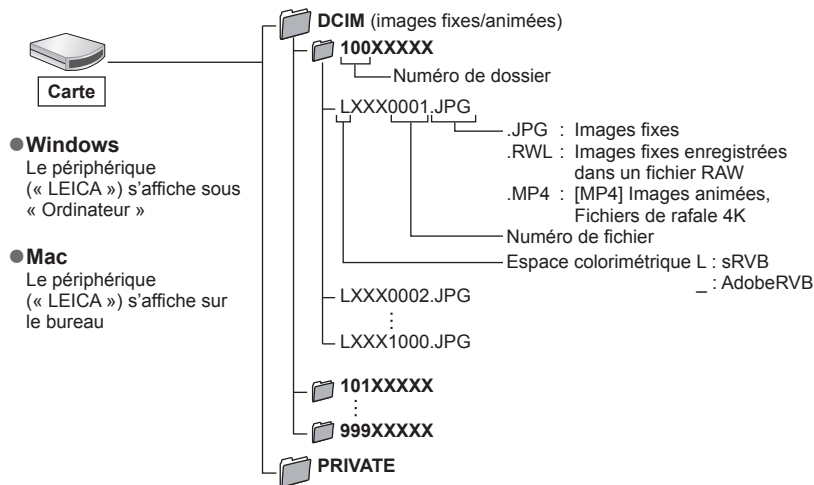 DCIM (images fixes/animées)
100XXXXX
Numéro de dossier
Carte
LXXX0001.JPG
.JPG : Images fixes
.RWL : Images fixes enregistrées
dans un fichier RAW
.MP4 : [MP4] Images animées,
Fichiers de rafale 4K
Numéro de fichier
Espace colorimétrique L : sRVB
_ : AdobeRVB
●Windows
Le périphérique
(« LEICA ») s’affiche sous
« Ordinateur »
●Mac
Le périphérique
(« LEICA ») s’affiche sur
le bureau
LXXX0002.JPG
LXXX1000.JPG
101XXXXX
999XXXXX
PRIVATE